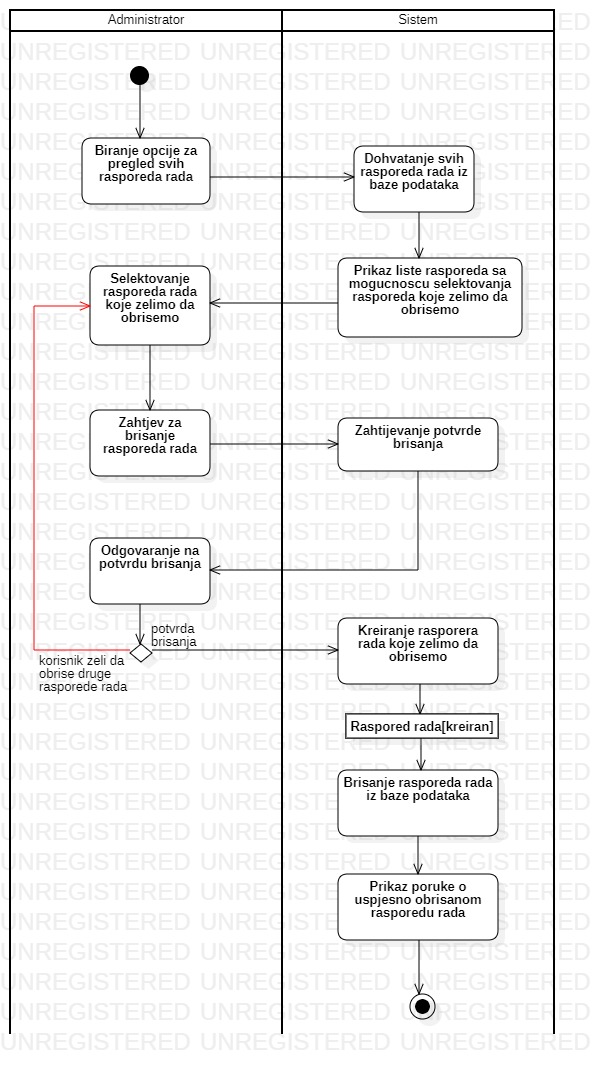 Administrator
Sistem
Biranje opcije za
pregled svih
rasporeda rada
Dohvatanje svih
rasporeda rada iz
baze podataka
Prikaz liste rasporeda sa
mogucnoscu selektovanja
rasporeda koje zelimo da
obrisemo
Selektovanje
rasporeda rada
koje zelimo da
obrisemo
Zahtjev za
brisanje
rasporeda rada
Zahtijevanje potvrde
brisanja
Odgovaranje na
potvrdu brisanja
potvrda
brisanja
korisnik zeli da
obrise druge
rasporede rada
Kreiranje rasporera
rada koje zelimo da
obrisemo
Raspored rada[kreiran]
Brisanje rasporeda rada
iz baze podataka
Prikaz poruke o
uspjesno obrisanom
rasporedu rada
UNREGISTERED